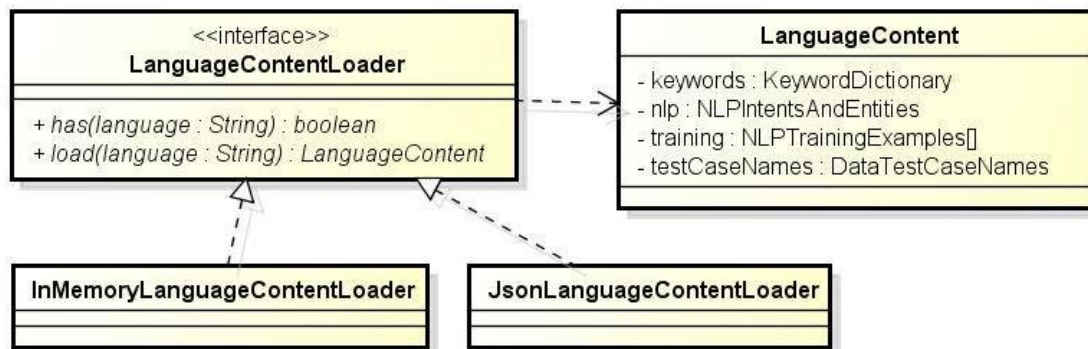 <<interface>>
LanguageContentLoader
+ has(language : String) : boolean
+ load(language : String) : LanguageContent
LanguageContent
- keywords : KeywordDictionary
- nlp : NLPIntentsAndEntities
- training : NLPTrainingExamples[]
- testCaseNames : DataTestCaseNames
InMemoryLanguageContentLoader
JsonLanguageContentLoader